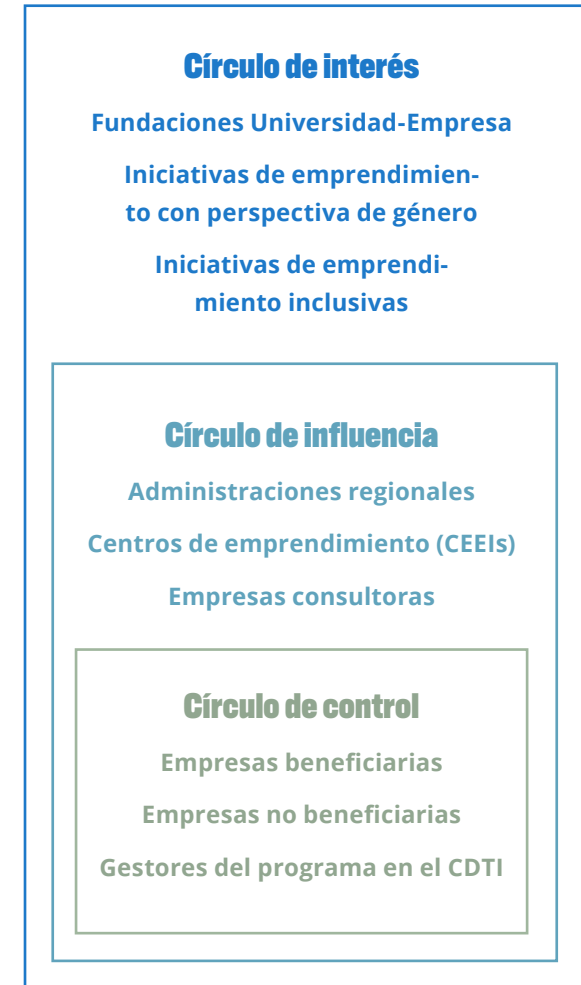 Círculo de interés
Fundaciones Universidad-Empresa
Iniciativas de emprendimien-
to con perspectiva de género
Iniciativas de emprendi-
miento inclusivas
Círculo de influencia
Administraciones regionales
Centros de emprendimiento (CEEIs)
Empresas consultoras
Círculo de control
Empresas beneficiarias
Empresas no beneficiarias
Gestores del programa en el CDTI